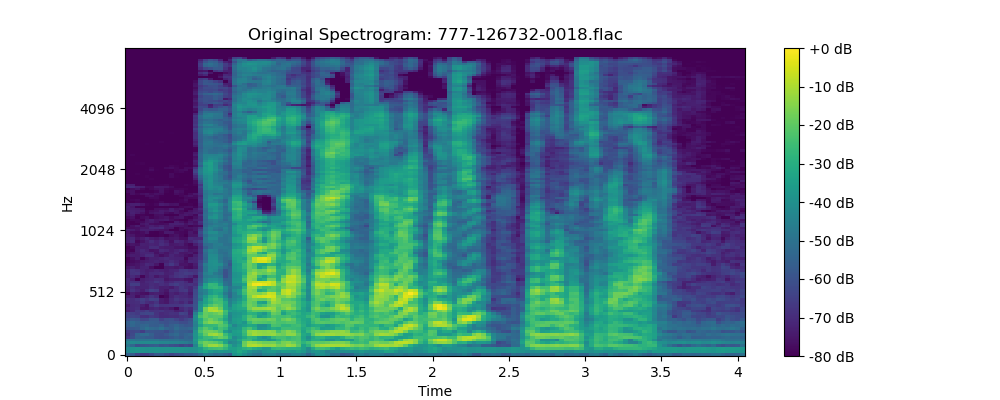 Original Spectrogram: 777-126732-0018.flac
Hz
4096
2048
1024
512
0
0 0.5 1 1.5 2 2.5 3 3.5 4
Time
+0 dB
-10 dB
-20 dB
-30 dB
-40 dB
-50 dB
-60 dB
-70 dB
-80 dB